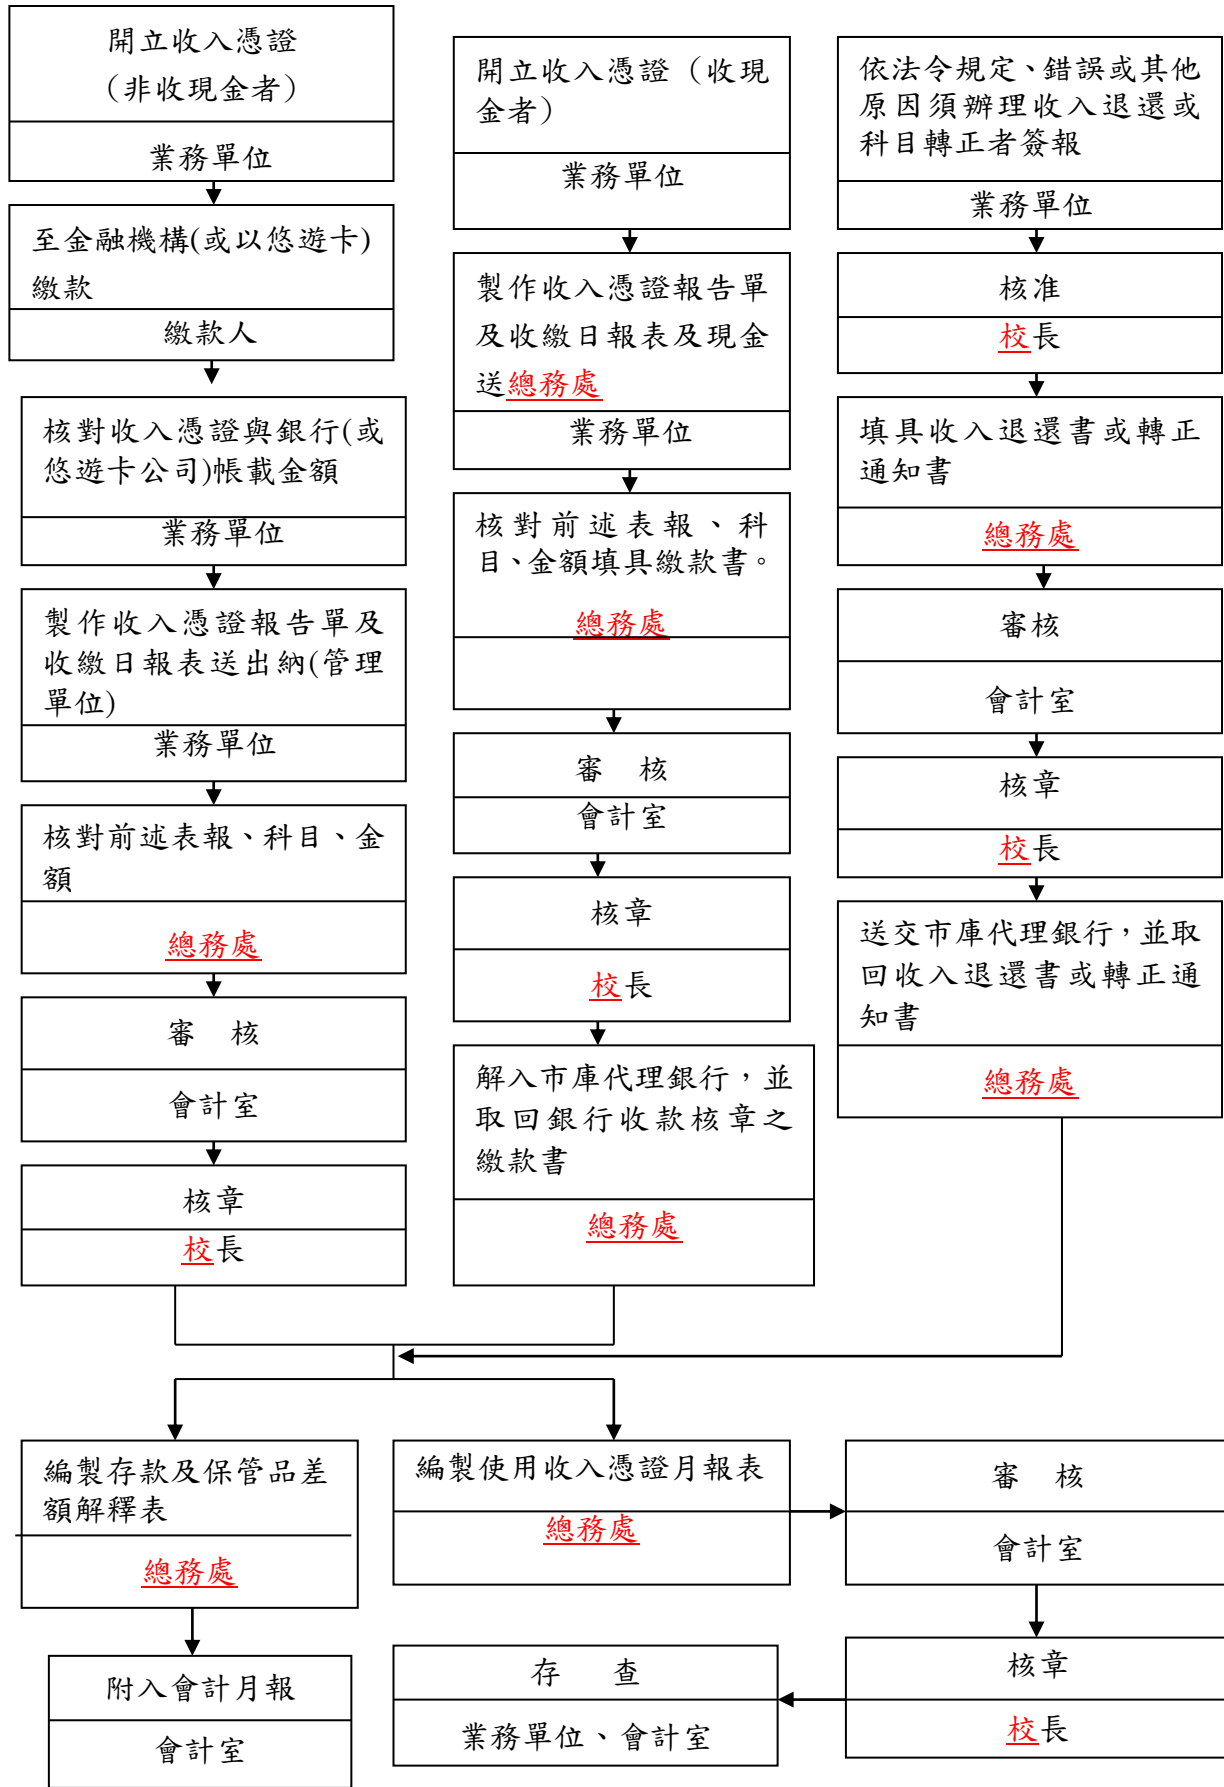 開立收入憑證
（非收現金者）
業務單位
至金融機構(或以悠遊卡)
繳款
繳款人
核對收入憑證與銀行(或
悠遊卡公司)帳載金額
業務單位
製作收入憑證報告單及
收繳日報表送出納(管理
單位)
業務單位
核對前述表報、科目、金
額
總務處
審　核
會計室
核章
校長
開立收入憑證（收現
金者）
業務單位
製作收入憑證報告單
及收繳日報表及現金
送總務處
業務單位
核對前述表報、科
目、金額填具繳款書。
總務處
審　核
會計室
核章
校長
解入市庫代理銀行，並
取回銀行收款核章之
繳款書
總務處
依法令規定、錯誤或其他
原因須辦理收入退還或
科目轉正者簽報
業務單位
核准
校長
填具收入退還書或轉正
通知書
總務處
審核
會計室
核章
校長
送交市庫代理銀行，並取
回收入退還書或轉正通
知書
總務處
編製存款及保管品差
額解釋表
總務處
附入會計月報
會計室
編製使用收入憑證月報表
總務處
審　核
會計室
核章
校長
存　查
業務單位、會計室